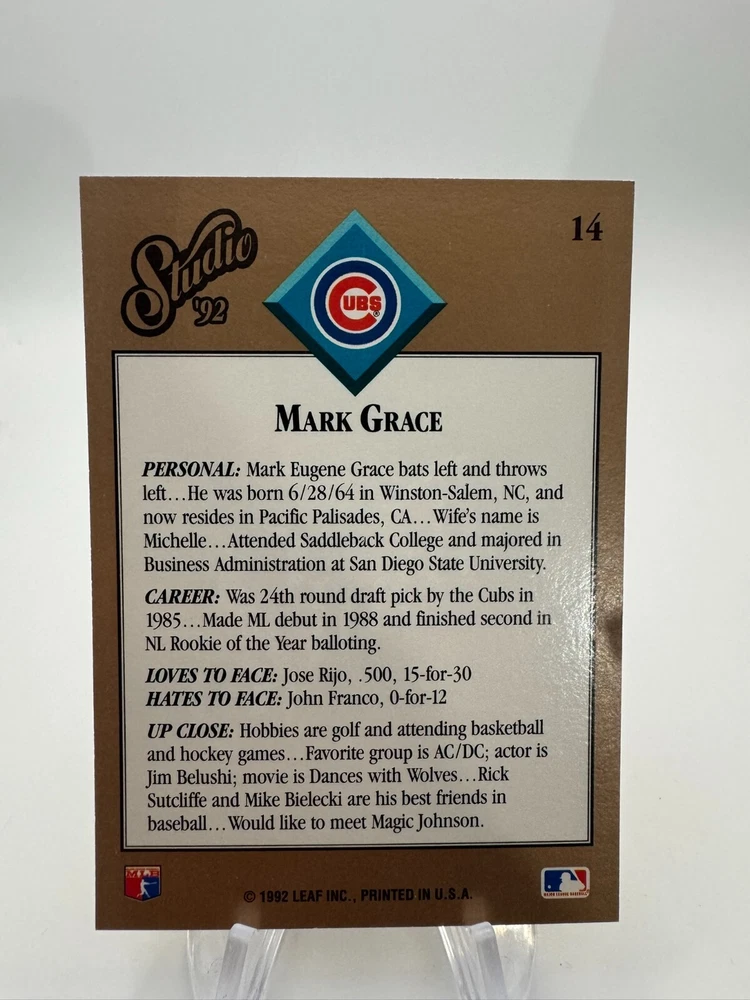 Studio
'92
14
CUBS
MARK GRACE
PERSONAL: Mark Eugene Grace bats left and throws
left...He was born 6/28/64 in Winston-Salem, NC, and
now resides in Pacific Palisades, CA...Wife's name is
Michelle...Attended Saddleback College and majored in
Business Administration at San Diego State University.
CAREER: Was 24th round draft pick by the Cubs in
1985...Made ML debut in 1988 and finished second in
NL Rookie of the Year balloting.
LOVES TO FACE: Jose Rijo, .500, 15-for-30
HATES TO FACE: John Franco, 0-for-12
UP CLOSE: Hobbies are golf and attending basketball
and hockey games...Favorite group is AC/DC; actor is
Jim Belushi; movie is Dances with Wolves...Rick
Sutcliffe and Mike Bielecki are his best friends in
baseball...Would like to meet Magic Johnson.
MLB
© 1992 LEAF INC., PRINTED IN U.S.A.
MAJOR LEAGUE BASEBALL